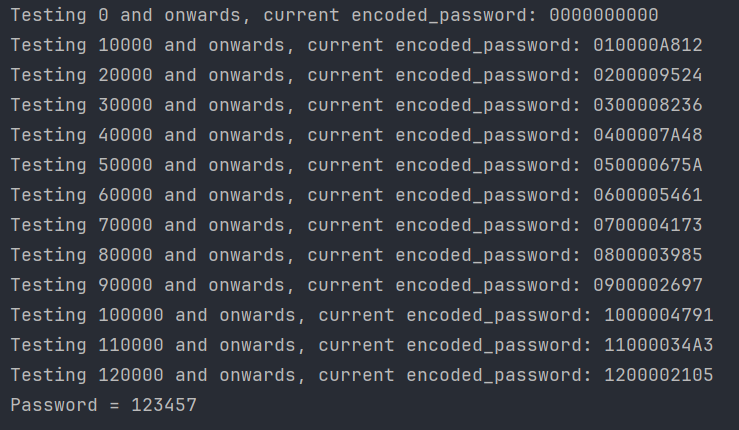 Testing 0 and onwards, current encoded_password: 0000000000
Testing 10000 and onwards, current encoded_password: 010000A812
Testing 20000 and onwards, current encoded_password: 0200009524
Testing 30000 and onwards, current encoded_password: 0300008236
Testing 40000 and onwards, current encoded_password: 0400007A48
Testing 50000 and onwards, current encoded_password: 050000675A
Testing 60000 and onwards, current encoded_password: 0600005461
Testing 70000 and onwards, current encoded_password: 0700004173
Testing 80000 and onwards, current encoded_password: 0800003985
Testing 90000 and onwards, current encoded_password: 0900002697
Testing 100000 and onwards, current encoded_password: 1000004791
Testing 110000 and onwards, current encoded_password: 11000034A3
Testing 120000 and onwards, current encoded_password: 1200002105
Password = 123457